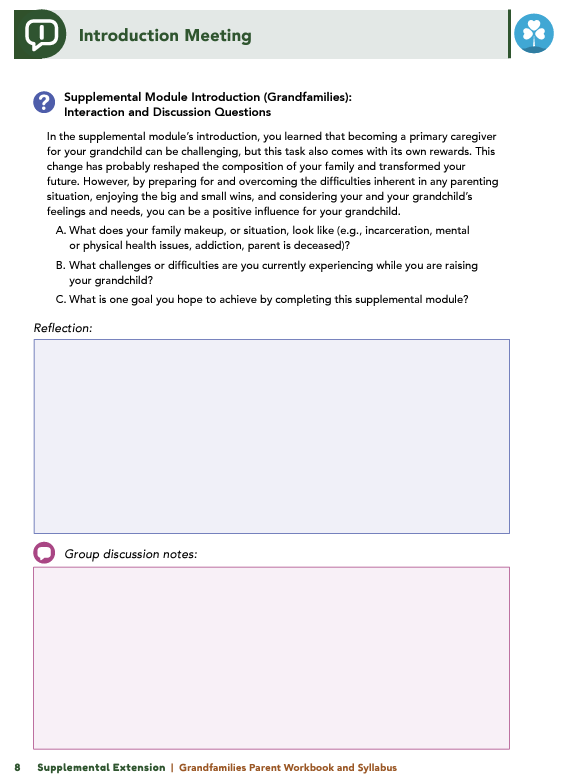 Introduction Meeting
Supplemental Module Introduction (Grandfamilies):
Interaction and Discussion Questions
In the supplemental module's introduction, you learned that becoming a primary caregiver
for your grandchild can be challenging, but this task also comes with its own rewards. This
change has probably reshaped the composition of your family and transformed your
future. However, by preparing for and overcoming the difficulties inherent in any parenting
situation, enjoying the big and small wins, and considering your and your grandchild's
feelings and needs, you can be a positive influence for your grandchild.
A. What does your family makeup, or situation, look like (e.g., incarceration, mental
or physical health issues, addiction, parent is deceased)?
B. What challenges or difficulties are you currently experiencing while you are raising
your grandchild?
C. What is one goal you hope to achieve by completing this supplemental module?
Reflection:
Group discussion notes:
8 Supplemental Extension | Grandfamilies Parent Workbook and Syllabus